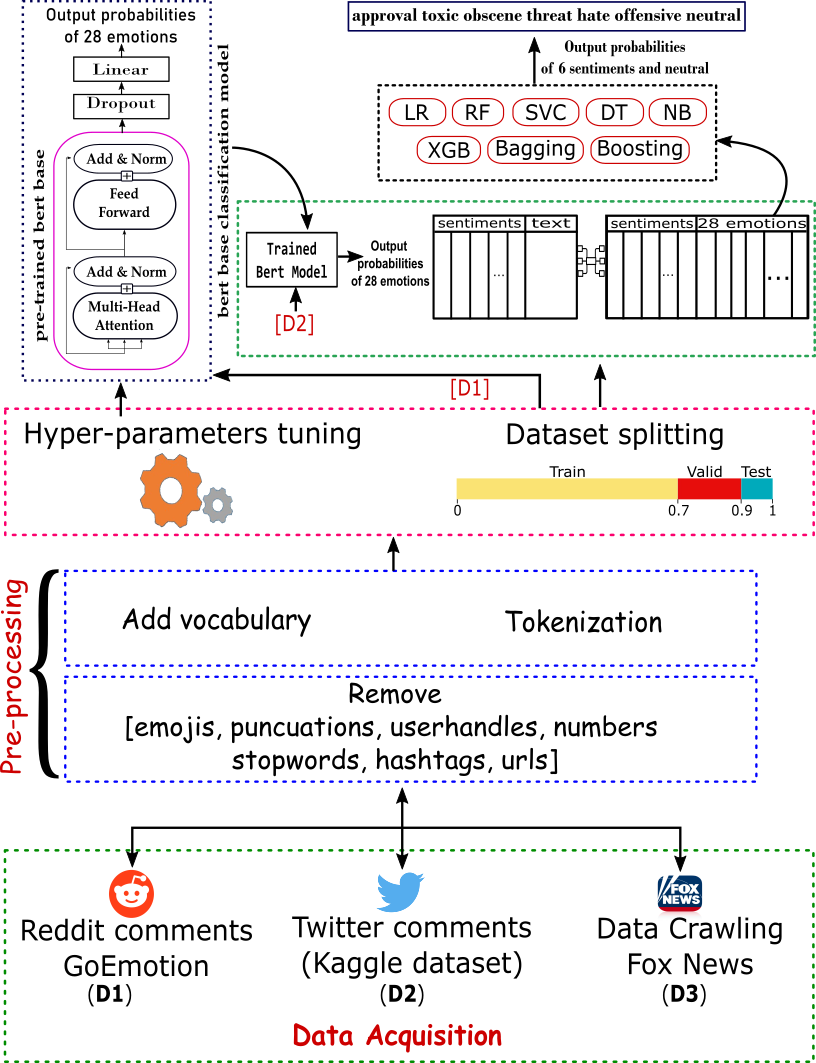 Output probabilities
of 28 emotions
Linear
Dropout
Add & Norm
+
Feed
Forward
Add & Norm
+
Multi-Head
Attention
pre-trained bert base
bert base classification model
approval toxic obscene threat hate offensive neutral
Output probabilities
of 6 sentiments and neutral
LR RF SVC DT NB
XGB Bagging Boosting
Trained
Bert Model
[D2]
Output
probabilities
of 28 emotions
sentiments text
...
sentiments 28 emotions
...
...
[D1]
Hyper-parameters tuning
Dataset splitting
Train Valid Test
0 0.7 0.9 1
Pre-processing
Add vocabulary
Tokenization
Remove
[emojis, puncuations, userhandles, numbers
stopwords, hashtags, urls]
FOX
NEWS
Reddit comments
GoEmotion
(D1)
Twitter comments
(Kaggle dataset)
(D2)
Data Crawling
Fox News
(D3)
Data Acquisition